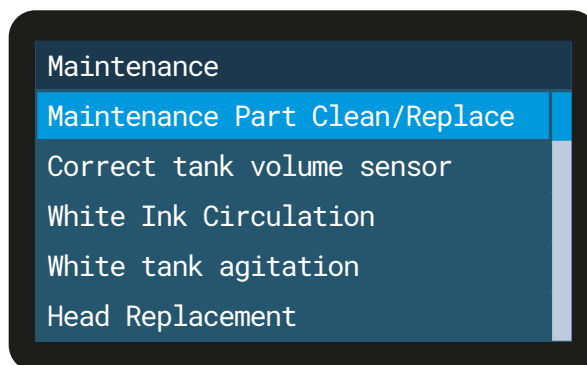 Maintenance
Maintenance Part Clean/Replace
Correct tank volume sensor
White Ink Circulation
White tank agitation
Head Replacement